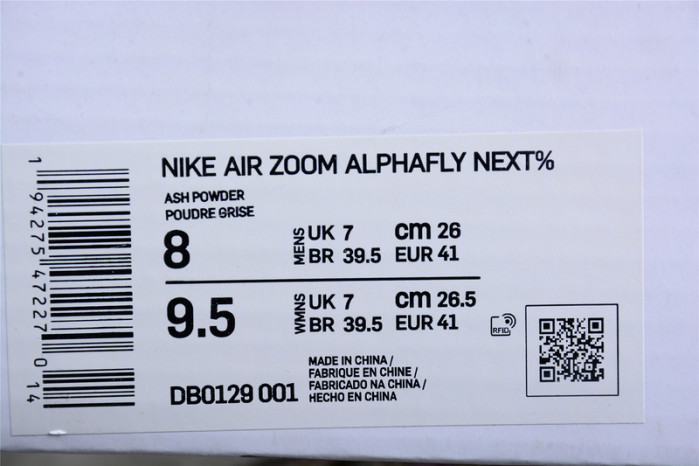 NIKE AIR ZOOM ALPHAFLY NEXT%
ASH POWDER
POUDRE GRISE
8 MENS UK 7 cm 26
BR 39.5 EUR 41
9.5 WMNS UK 7 cm 26.5
BR 39.5 EUR 41
RFID
DB0129 001
MADE IN CHINA /
FABRIQUE EN CHINE /
FABRICADO NA CHINA /
HECHO EN CHINA
1 94275 47227 0 14